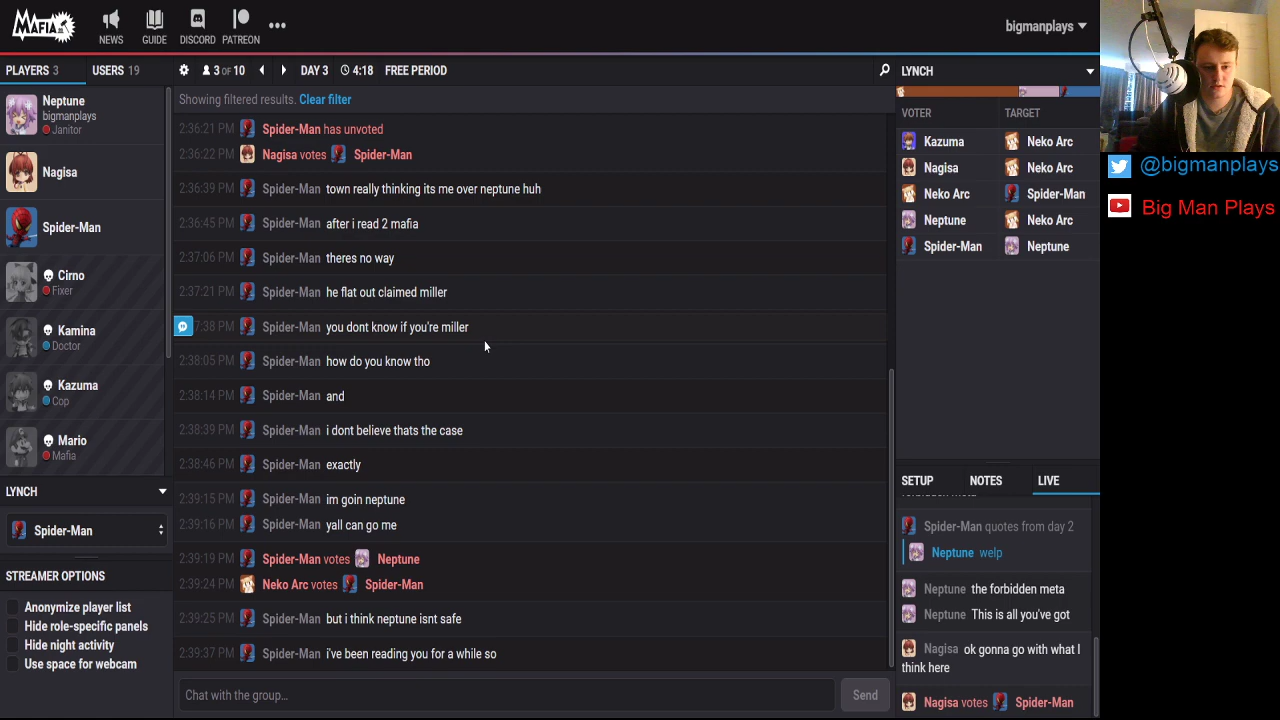 MAFIA
NEWS
GUIDE
DISCORD
PATREON
bigmanplays
PLAYERS 3
USERS 19
3 OF 10
DAY 3
4:18
FREE PERIOD
Neptune
bigmanplays
Janitor
Nagisa
Spider-Man
Cirno
Fixer
Kamina
Doctor
Kazuma
Cop
Mario
Mafia
LYNCH
Spider-Man
STREAMER OPTIONS
Anonymize player list
Hide role-specific panels
Hide night activity
Use space for webcam
Showing filtered results. Clear filter
2:36:21 PM Spider-Man has unvoted
2:36:22 PM Nagisa votes Spider-Man
2:36:39 PM Spider-Man town really thinking its me over neptune huh
2:36:45 PM Spider-Man after i read 2 mafia
2:37:06 PM Spider-Man theres no way
2:37:21 PM Spider-Man he flat out claimed miller
7:38 PM Spider-Man you dont know if you're miller
2:38:05 PM Spider-Man how do you know tho
2:38:14 PM Spider-Man and
2:38:39 PM Spider-Man i dont believe thats the case
2:38:46 PM Spider-Man exactly
2:39:15 PM Spider-Man im goin neptune
2:39:16 PM Spider-Man yall can go me
2:39:19 PM Spider-Man votes Neptune
2:39:24 PM Neko Arc votes Spider-Man
2:39:25 PM Spider-Man but i think neptune isnt safe
2:39:37 PM Spider-Man i've been reading you for a while so
Chat with the group...
Send
LYNCH
VOTER TARGET
Kazuma Neko Arc
Nagisa Neko Arc
Neko Arc Spider-Man
Neptune Neko Arc
Spider-Man Neptune
SETUP NOTES LIVE
forbidden meta
Spider-Man quotes from day 2
Neptune welp
Neptune the forbidden meta
Neptune This is all you've got
Nagisa ok gonna go with what I
think here
Nagisa votes Spider-Man
@bigmanplays
Big Man Plays